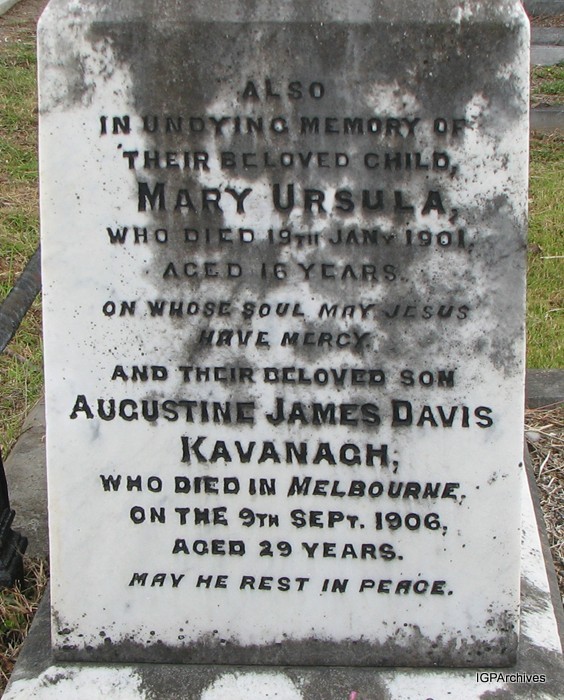 ALSO
IN UNDYING MEMORY OF
THEIR BELOVED CHILD,
MARY URSULA,
WHO DIED 19TH JANY 1901.
AGED 16 YEARS.
ON WHOSE SOUL MAY JESUS
HAVE MERCY.
AND THEIR BELOVED SON
AUGUSTINE JAMES DAVIS
KAVANAGH,
WHO DIED IN MELBOURNE,
ON THE 9TH SEPT. 1906,
AGED 29 YEARS.
MAY HE REST IN PEACE.
IGPArchives